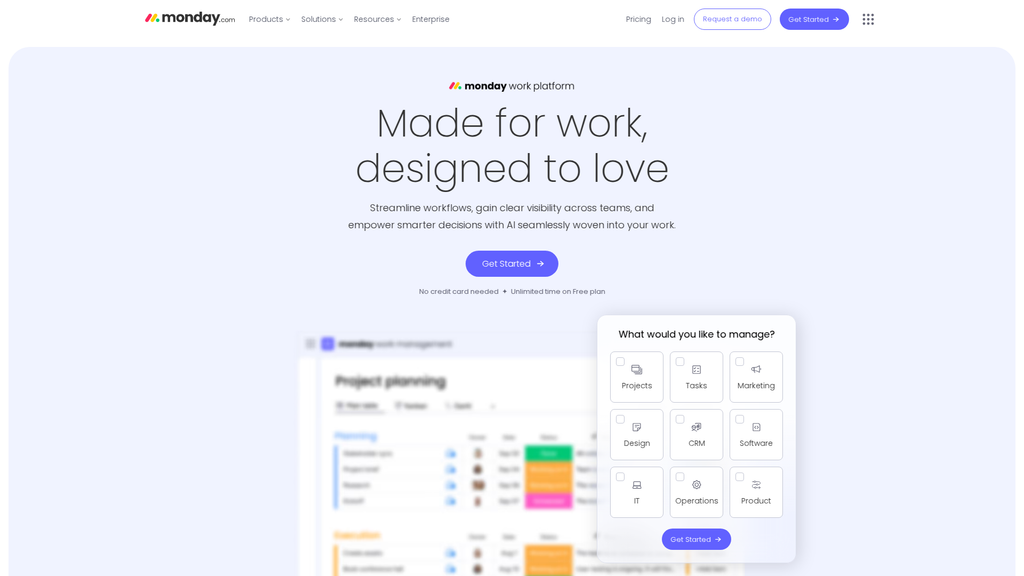 monday.com
Products
Solutions
Resources
Enterprise
Pricing
Log in
Request a demo
Get Started
monday work platform
Made for work,
designed to love
Streamline workflows, gain clear visibility across teams, and
empower smarter decisions with AI seamlessly woven into your work.
Get Started
No credit card needed ✦ Unlimited time on Free plan
monday work management
Project planning
Planning
Execution
What would you like to manage?
Projects
Tasks
Marketing
Design
CRM
Software
IT
Operations
Product
Get Started